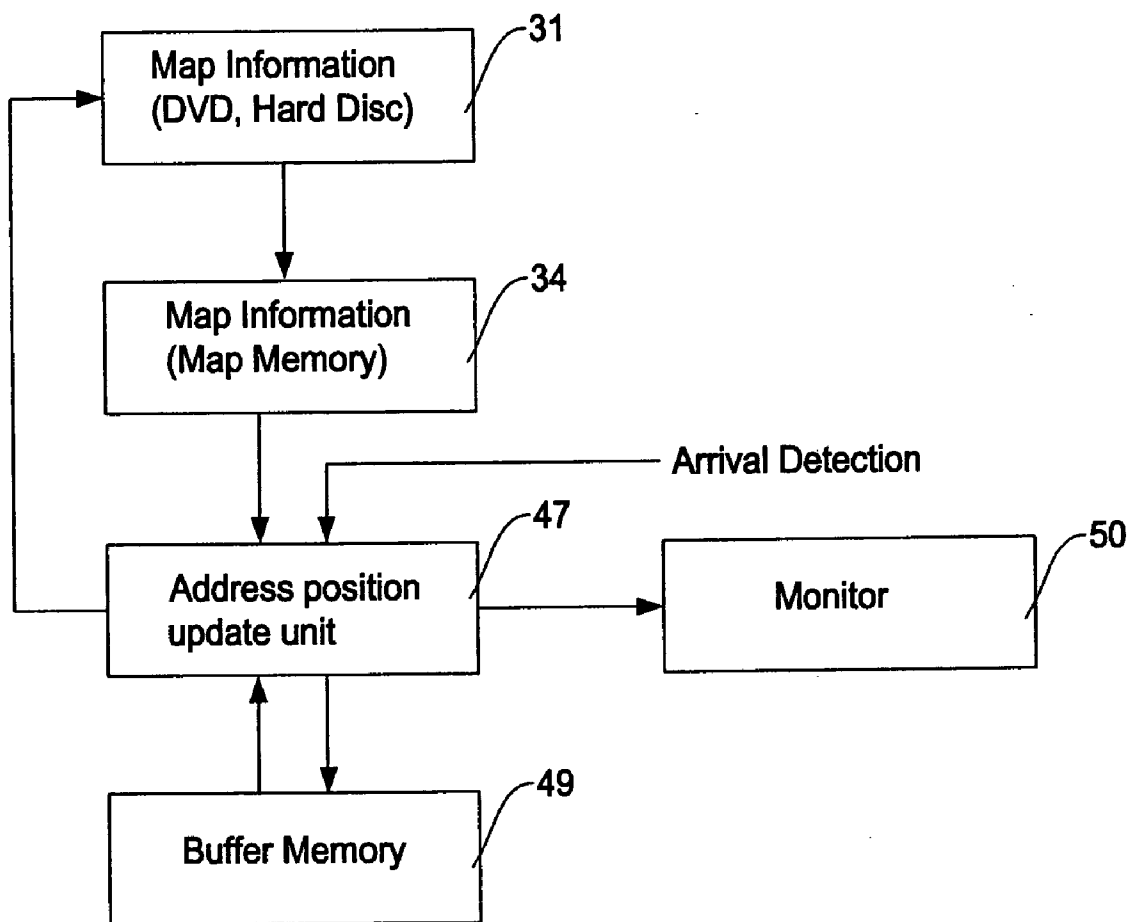 31
Map Information
(DVD, Hard Disc)
34
Map Information
(Map Memory)
Arrival Detection
47
Address position
update unit
50
Monitor
49
Buffer Memory